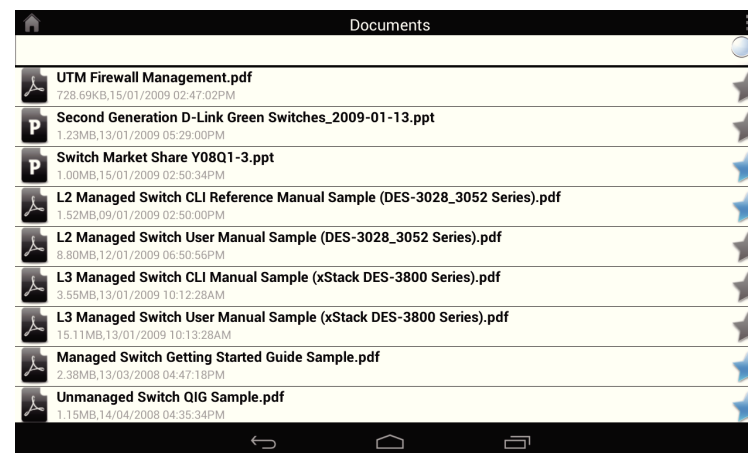 Documents
UTM Firewall Management.pdf
728.69KB,15/01/2009 02:47:02PM
Second Generation D-Link Green Switches_2009-01-13.ppt
1.23MB,13/01/2009 05:29:00PM
Switch Market Share Y08Q1-3.ppt
1.00MB,15/01/2009 02:50:34PM
L2 Managed Switch CLI Reference Manual Sample (DES-3028_3052 Series).pdf
1.52MB,09/01/2009 02:50:00PM
L2 Managed Switch User Manual Sample (DES-3028_3052 Series).pdf
8.80MB,12/01/2009 06:50:56PM
L3 Managed Switch CLI Manual Sample (xStack DES-3800 Series).pdf
3.55MB,13/01/2009 10:12:28AM
L3 Managed Switch User Manual Sample (xStack DES-3800 Series).pdf
15.11MB,13/01/2009 10:13:28AM
Managed Switch Getting Started Guide Sample.pdf
2.38MB,13/03/2008 04:47:18PM
Unmanaged Switch QIG Sample.pdf
1.15MB,14/04/2008 04:35:34PM